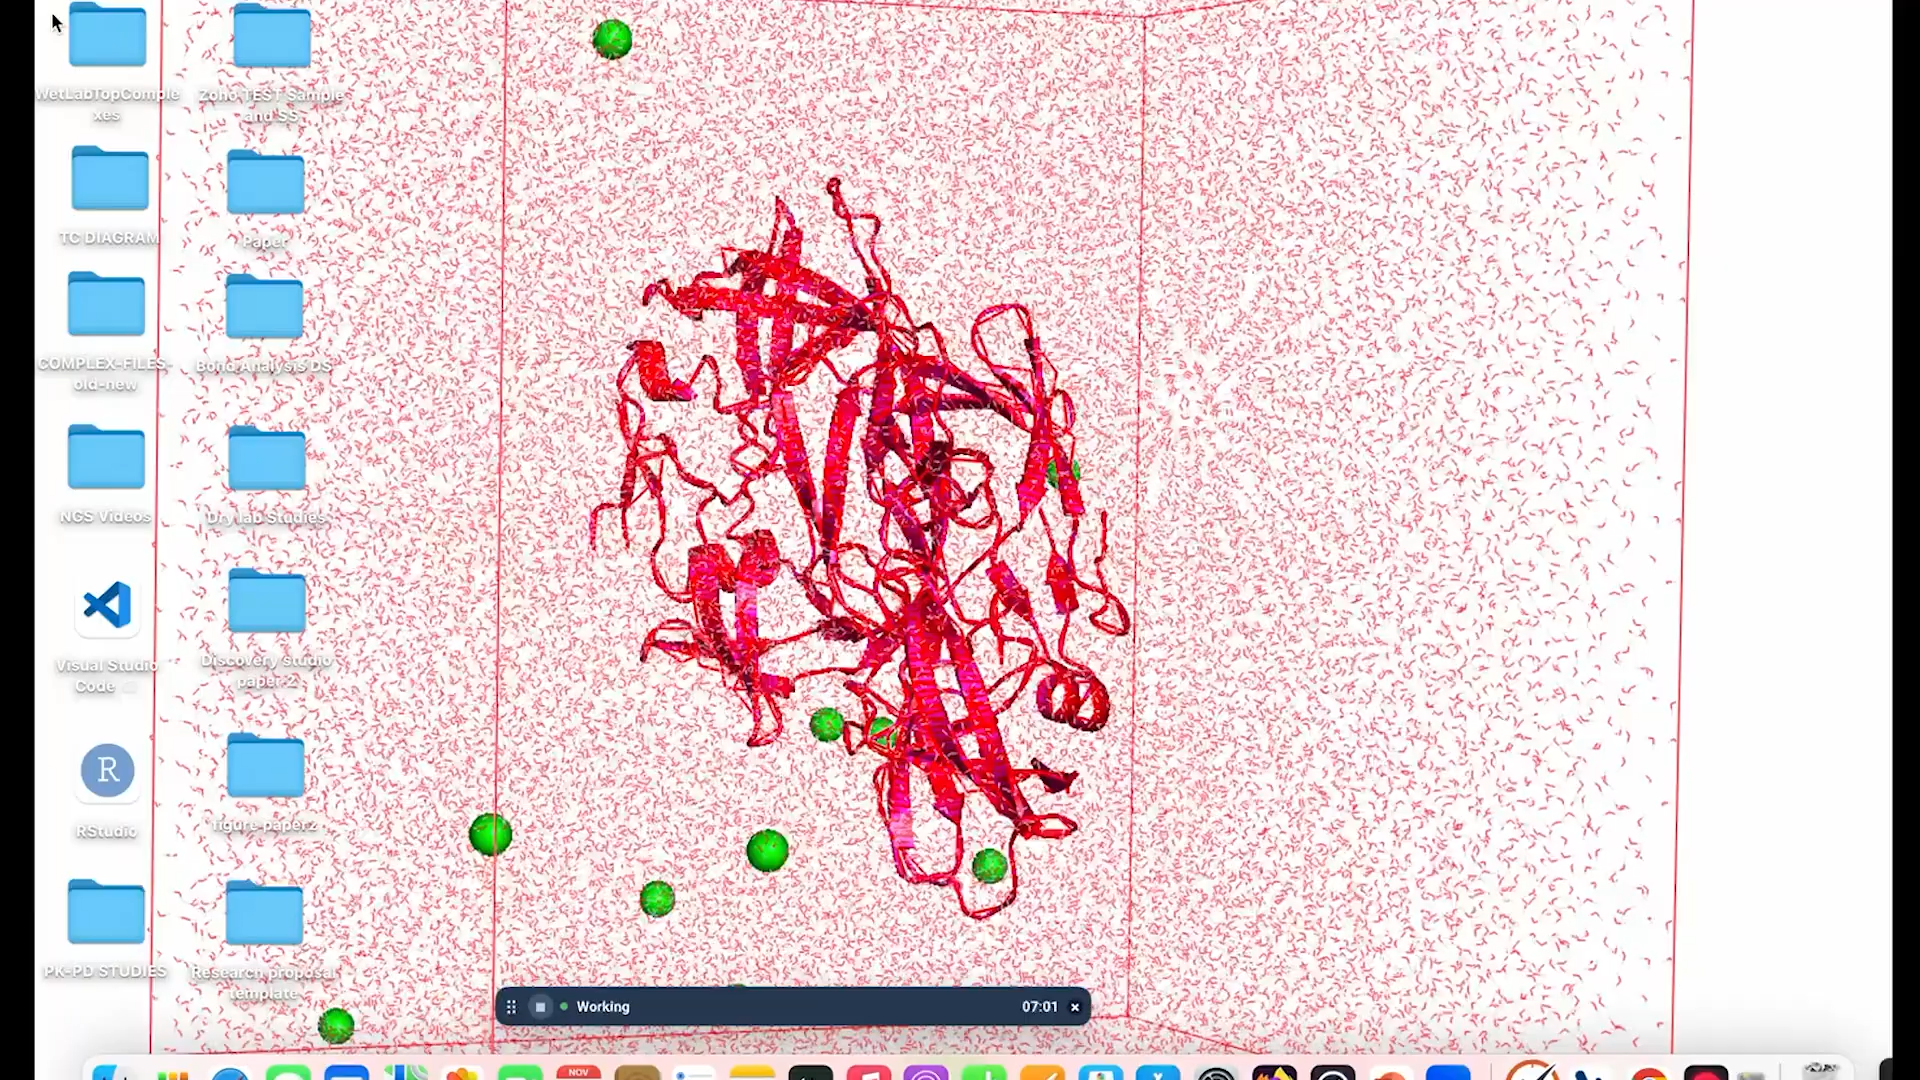 WetLabTopComple
xes
Zoho TEST Sample
and SS
TC DIAGRAM
Paper
COMPLEX-FILES-
old-new
Bond Analysis DS
NGS Videos
Dry lab Studies
Visual Studio
Code
Discovery studio
paper-2
R
RStudio
figure-paper2
PK-PD STUDIES
Research proposal
template
Working
07:01
NOV